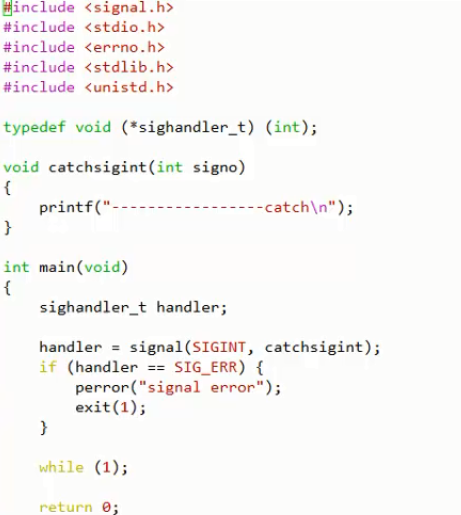 #include <signal.h>
#include <stdio.h>
#include <errno.h>
#include <stdlib.h>
#include <unistd.h>

typedef void (*sighandler_t) (int);

void catchsigint(int signo)
{
    printf("-----------------catch\n");
}

int main(void)
{
    sighandler_t handler;

    handler = signal(SIGINT, catchsigint);
    if (handler == SIG_ERR) {
        perror("signal error");
        exit(1);
    }

    while (1);

    return 0;